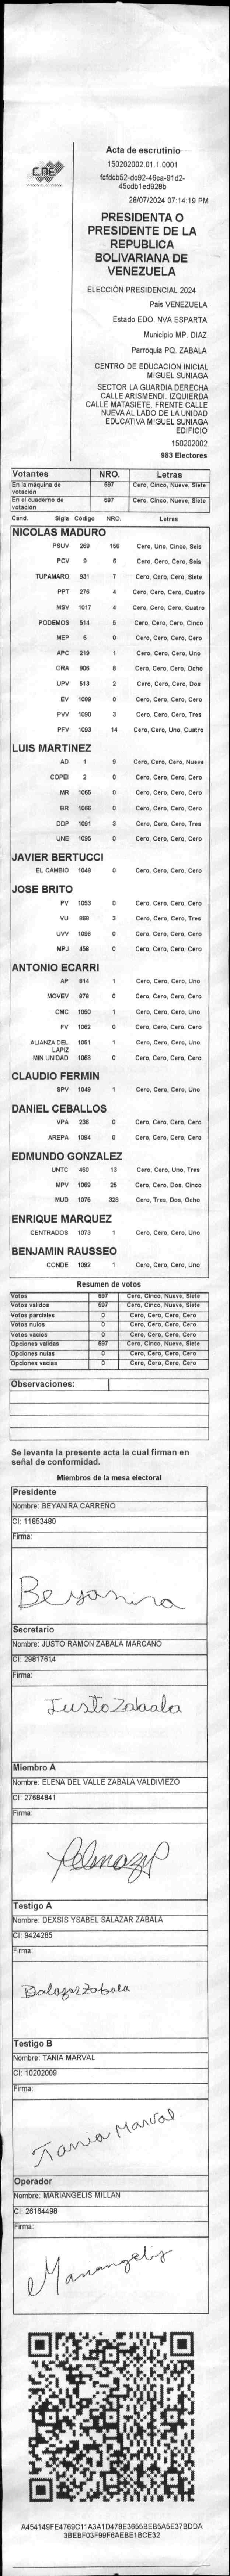 CNE
Acta de escrutinio
150202002.01.1.0001
fcfdcb52-dc92-46ca-91d2-
45cdb1ed928b
28/07/2024 07:14:19 PM
PRESIDENTA O
PRESIDENTE DE LA
REPUBLICA
BOLIVARIANA DE
VENEZUELA
ELECCIÓN PRESIDENCIAL 2024
País VENEZUELA
Estado EDO. NVA.ESPARTA
Municipio MP. DIAZ
Parroquia PQ. ZABALA
CENTRO DE EDUCACION INICIAL
MIGUEL SUNIAGA
SECTOR LA GUARDIA DERECHA
CALLE ARISMENDI. IZQUIERDA
CALLE MATASIETE. FRENTE CALLE
NUEVA AL LADO DE LA UNIDAD
EDUCATIVA MIGUEL SUNIAGA
EDIFICIO
150202002
983 Electores
Votantes NRO. Letras
En la máquina de votación 597 Cero, Cinco, Nueve, Siete
En el cuaderno de votación 597 Cero, Cinco, Nueve, Siete
Cand. Sigla Código NRO. Letras
NICOLAS MADURO
PSUV 269 156 Cero, Uno, Cinco, Seis
PCV 9 6 Cero, Cero, Cero, Seis
TUPAMARO 931 7 Cero, Cero, Cero, Siete
PPT 276 4 Cero, Cero, Cero, Cuatro
MSV 1017 4 Cero, Cero, Cero, Cuatro
PODEMOS 514 5 Cero, Cero, Cero, Cinco
MEP 6 0 Cero, Cero, Cero, Cero
APC 219 1 Cero, Cero, Cero, Uno
ORA 906 8 Cero, Cero, Cero, Ocho
UPV 613 2 Cero, Cero, Cero, Dos
EV 1089 0 Cero, Cero, Cero, Cero
PVV 1090 3 Cero, Cero, Cero, Tres
PFV 1093 14 Cero, Cero, Uno, Cuatro
LUIS MARTINEZ
AD 1 9 Cero, Cero, Cero, Nueve
COPEI 2 0 Cero, Cero, Cero, Cero
MR 1065 0 Cero, Cero, Cero, Cero
BR 1066 0 Cero, Cero, Cero, Cero
DDP 1091 3 Cero, Cero, Cero, Tres
UNE 1095 0 Cero, Cero, Cero, Cero
JAVIER BERTUCCI
EL CAMBIO 1048 0 Cero, Cero, Cero, Cero
JOSE BRITO
PV 1053 0 Cero, Cero, Cero, Cero
VU 868 3 Cero, Cero, Cero, Tres
UVV 1096 0 Cero, Cero, Cero, Cero
MPJ 458 0 Cero, Cero, Cero, Cero
ANTONIO ECARRI
AP 614 1 Cero, Cero, Cero, Uno
MOVEV 678 0 Cero, Cero, Cero, Cero
CMC 1050 1 Cero, Cero, Cero, Uno
FV 1062 0 Cero, Cero, Cero, Cero
ALIANZA DEL LAPIZ 1051 1 Cero, Cero, Cero, Uno
MIN UNIDAD 1068 0 Cero, Cero, Cero, Cero
CLAUDIO FERMIN
SPV 1049 1 Cero, Cero, Cero, Uno
DANIEL CEBALLOS
VPA 236 0 Cero, Cero, Cero, Cero
AREPA 1094 0 Cero, Cero, Cero, Cero
EDMUNDO GONZALEZ
UNTC 460 13 Cero, Cero, Uno, Tres
MPV 1069 25 Cero, Cero, Dos, Cinco
MUD 1075 328 Cero, Tres, Dos, Ocho
ENRIQUE MARQUEZ
CENTRADOS 1073 1 Cero, Cero, Cero, Uno
BENJAMIN RAUSSEO
CONDE 1092 1 Cero, Cero, Cero, Uno
Resumen de votos
Votos 597 Cero, Cinco, Nueve, Siete
Votos validos 597 Cero, Cinco, Nueve, Siete
Votos parciales 0 Cero, Cero, Cero, Cero
Votos nulos 0 Cero, Cero, Cero, Cero
Votos vacios 0 Cero, Cero, Cero, Cero
Opciones validas 597 Cero, Cinco, Nueve, Siete
Opciones nulas 0 Cero, Cero, Cero, Cero
Opciones vacias 0 Cero, Cero, Cero, Cero
Observaciones:
Se levanta la presente acta la cual firman en
señal de conformidad.
Miembros de la mesa electoral
Presidente
Nombre: BEYANIRA CARREÑO
CI: 11853480
Firma:
Beyanira
Secretario
Nombre: JUSTO RAMON ZABALA MARCANO
CI: 29817614
Firma:
Justo Zabala
Miembro A
Nombre: ELENA DEL VALLE ZABALA VALDIVIEZO
CI: 27684841
Firma:
Testigo A
Nombre: DEXSIS YSABEL SALAZAR ZABALA
CI: 9424285
Firma:
Salazar Zabala
Testigo B
Nombre: TANIA MARVAL
CI: 10202009
Firma:
Tania Marval
Operador
Nombre: MARIANGELIS MILLAN
CI: 26164498
Firma:
Mariangelis
A454149FE4769C11A3A1D478E3655BEB5A5E37BDDA
3BEBF03F99F6AEBE1BCE32